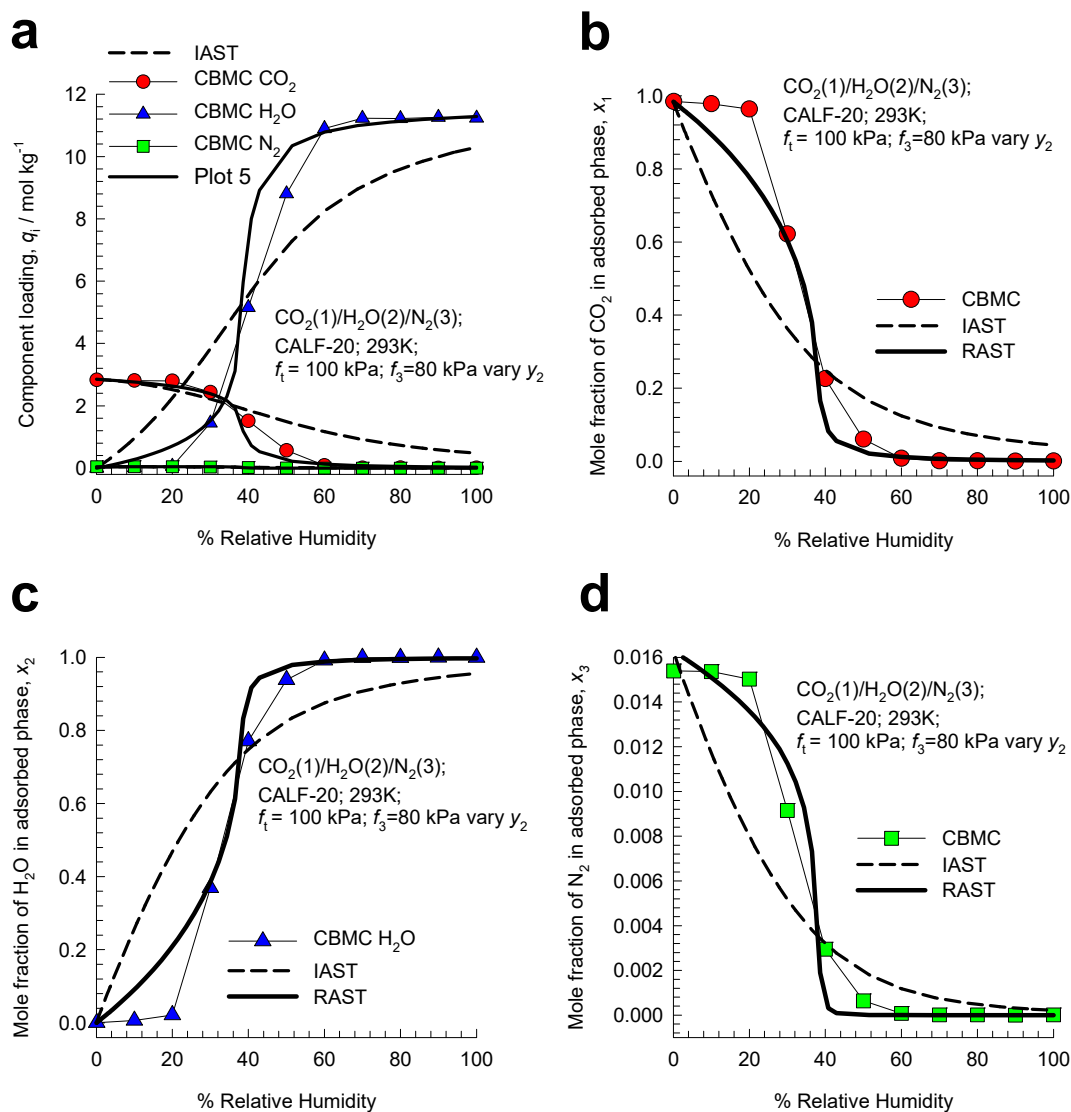 a
IAST
CBMC CO2
CBMC H2O
CBMC N2
Plot 5
12
10
8
6
4
2
0
Component loading, qi / mol kg-1
CO2(1)/H2O(2)/N2(3);
CALF-20; 293K;
ft = 100 kPa; f3=80 kPa vary y2
0 20 40 60 80 100
% Relative Humidity
b
CO2(1)/H2O(2)/N2(3);
CALF-20; 293K;
ft = 100 kPa; f3=80 kPa vary y2
1.0
0.8
0.6
0.4
0.2
0.0
Mole fraction of CO2 in adsorbed phase, x1
CBMC
IAST
RAST
0 20 40 60 80 100
% Relative Humidity
c
1.0
0.8
0.6
0.4
0.2
0.0
Mole fraction of H2O in adsorbed phase, x2
CO2(1)/H2O(2)/N2(3);
CALF-20; 293K;
ft = 100 kPa; f3=80 kPa vary y2
CBMC H2O
IAST
RAST
0 20 40 60 80 100
% Relative Humidity
d
0.016
0.014
0.012
0.010
0.008
0.006
0.004
0.002
0.000
Mole fraction of N2 in adsorbed phase, x3
CO2(1)/H2O(2)/N2(3);
CALF-20; 293K;
ft = 100 kPa; f3=80 kPa vary y2
CBMC
IAST
RAST
0 20 40 60 80 100
% Relative Humidity